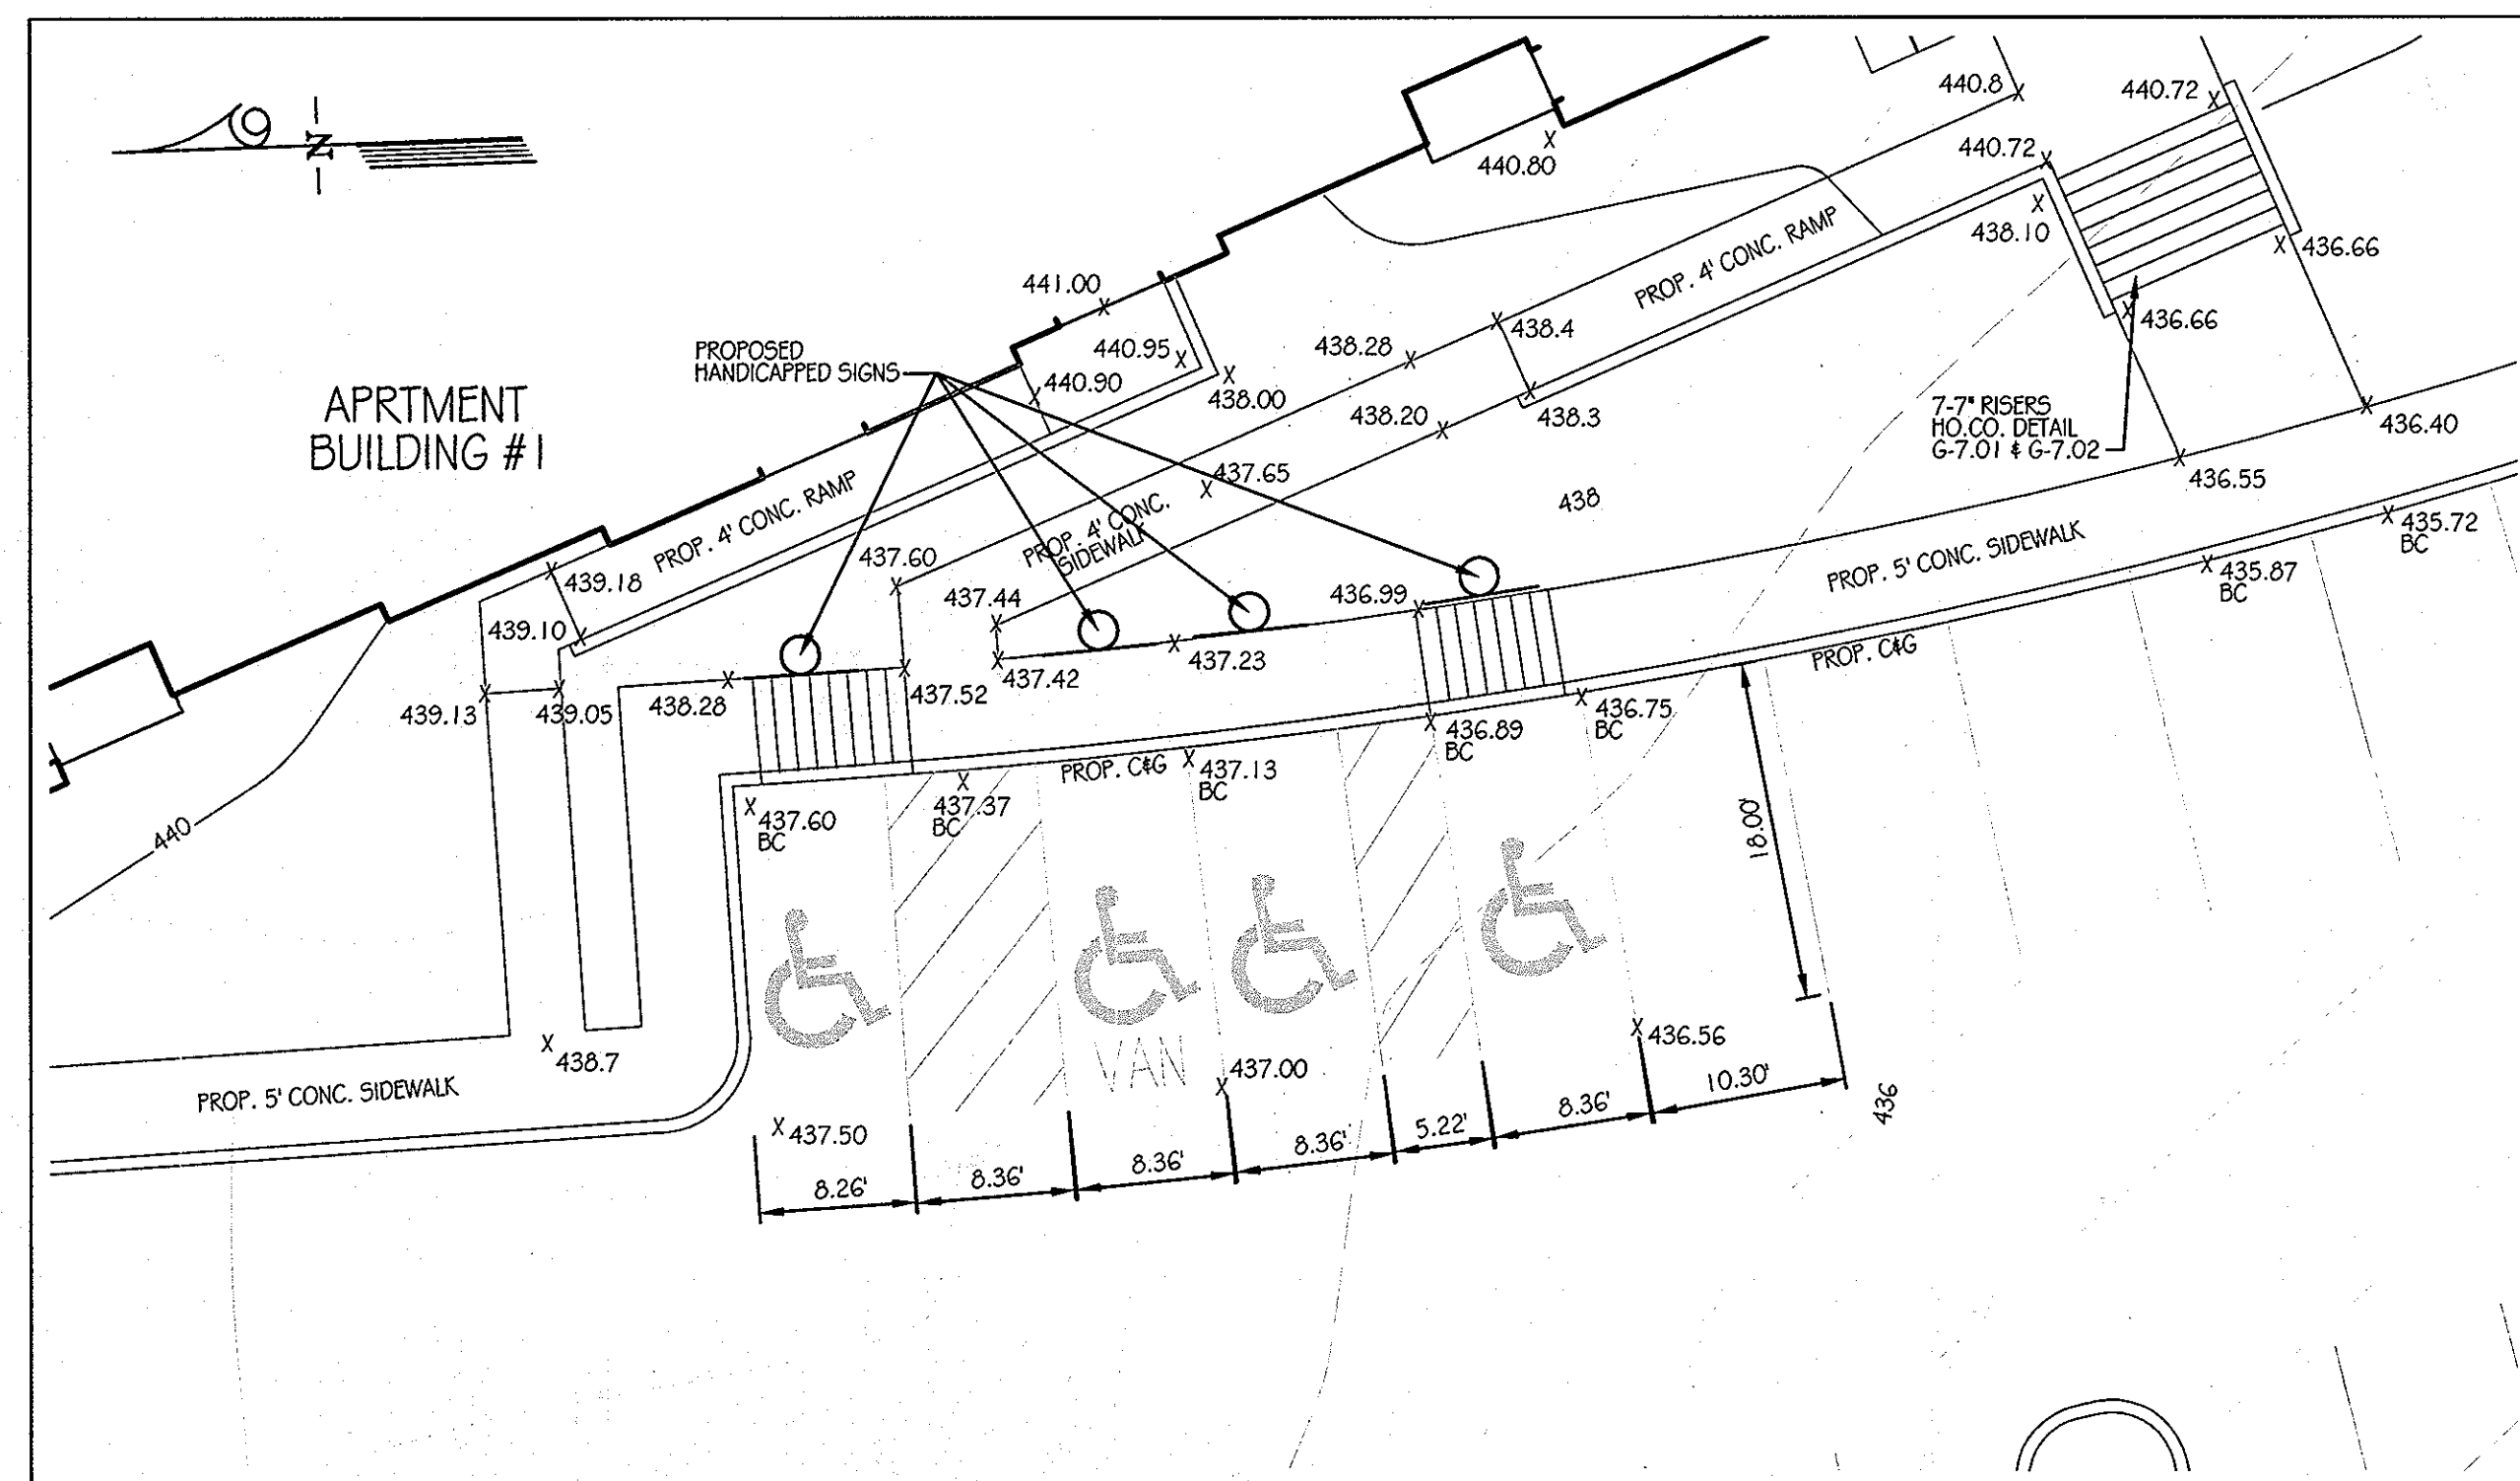 N
440.8
440.72
440.72
440.80
438.10
436.66
436.66
PROP. 4' CONC. RAMP
441.00
PROPOSED
HANDICAPPED SIGNS
440.95
440.90
438.00
438.28
438.4
438.20
438.3
7-7" RISERS
HO.CO. DETAIL
G-7.01 & G-7.02
436.40
436.55
APRTMENT
BUILDING #1
437.65
438
PROP. 4' CONC. RAMP
PROP. 4' CONC.
SIDEWALK
435.72
BC
PROP. 5' CONC. SIDEWALK
435.87
BC
439.18
437.60
437.44
436.99
439.10
437.23
437.42
PROP. C&G
439.13
439.05
438.28
437.52
436.75
BC
436.89
BC
PROP. C&G
437.13
BC
437.37
BC
437.60
BC
18.00'
440
438.7
VAN
437.00
436.56
PROP. 5' CONC. SIDEWALK
437.50
10.30'
436
8.36'
5.22'
8.36'
8.36'
8.36'
8.26'